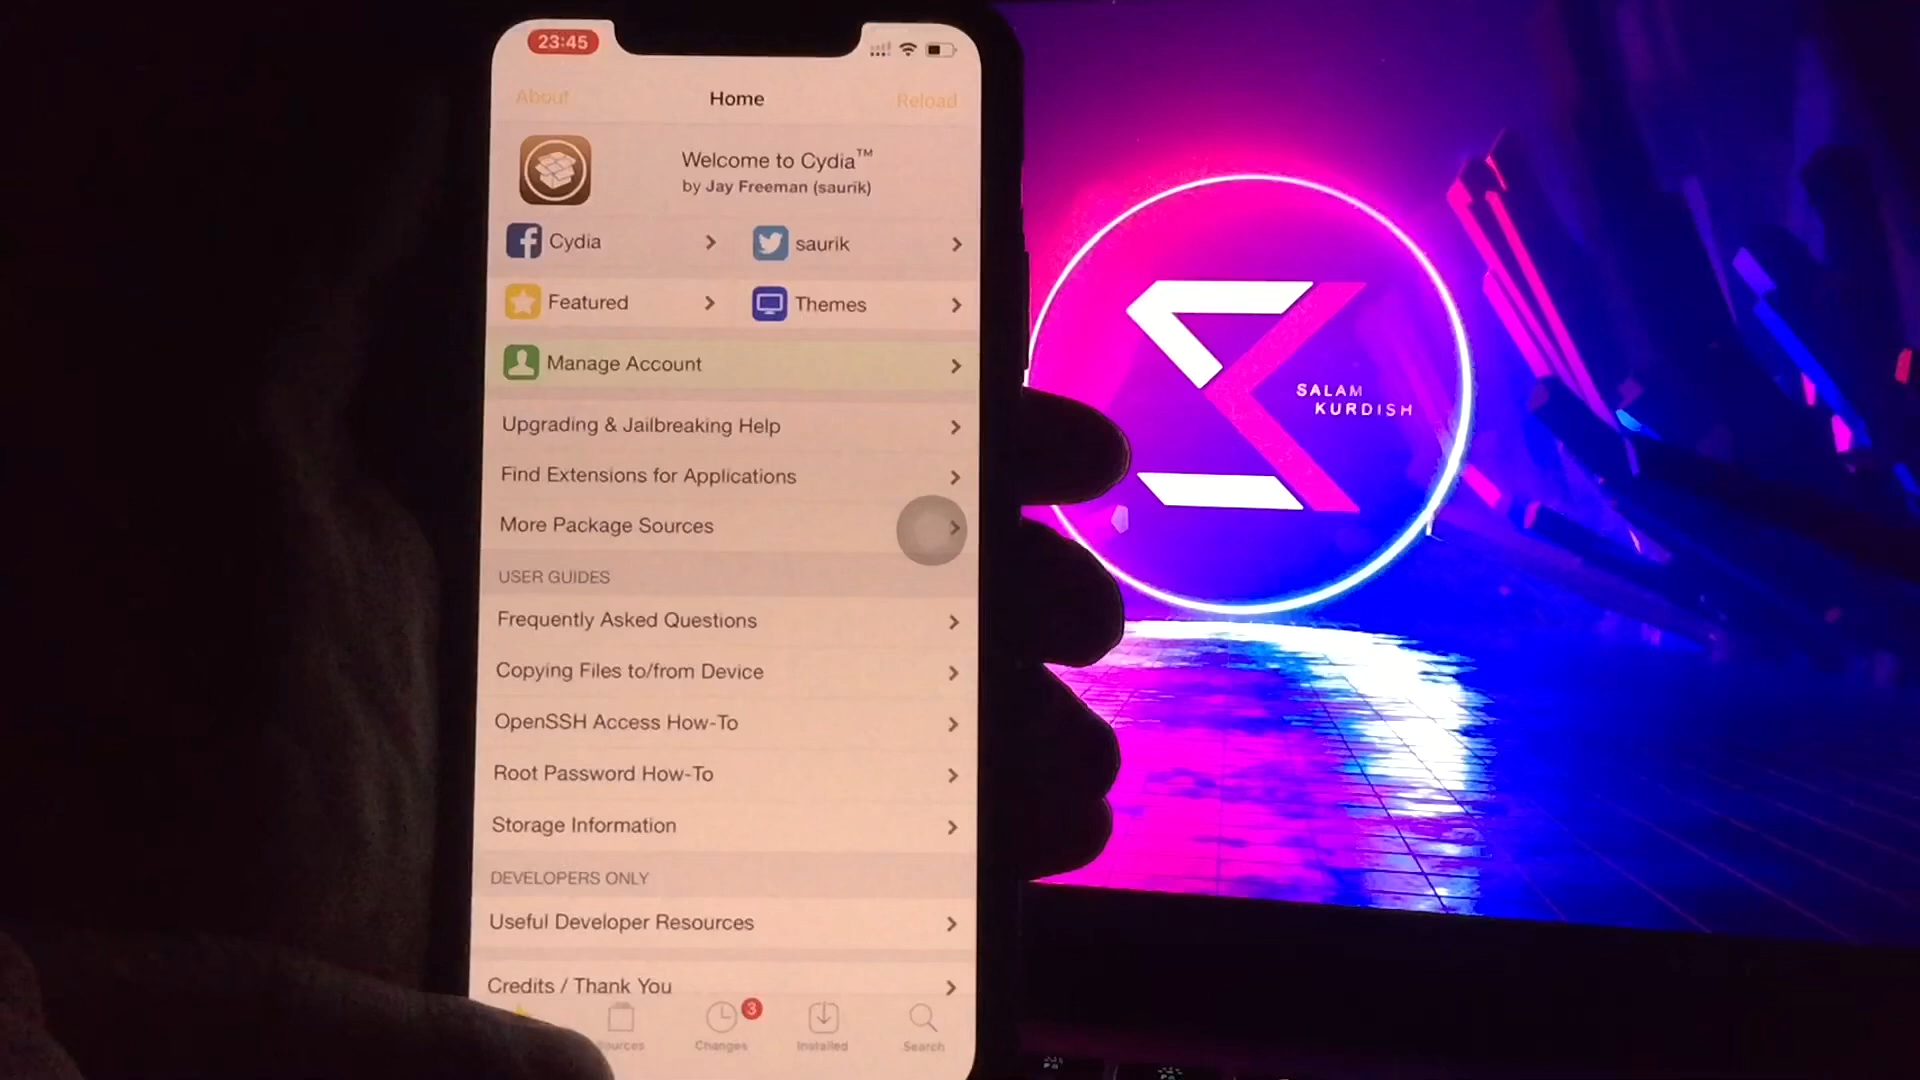 23:45
About
Home
Reload
Welcome to Cydia™
by Jay Freeman (saurik)
Cydia
saurik
Featured
Themes
Manage Account
Upgrading & Jailbreaking Help
Find Extensions for Applications
More Package Sources
USER GUIDES
Frequently Asked Questions
Copying Files to/from Device
OpenSSH Access How-To
Root Password How-To
Storage Information
DEVELOPERS ONLY
Useful Developer Resources
Credits / Thank You
3
ources
Changes
Installed
Search
SALAM
KURDISH